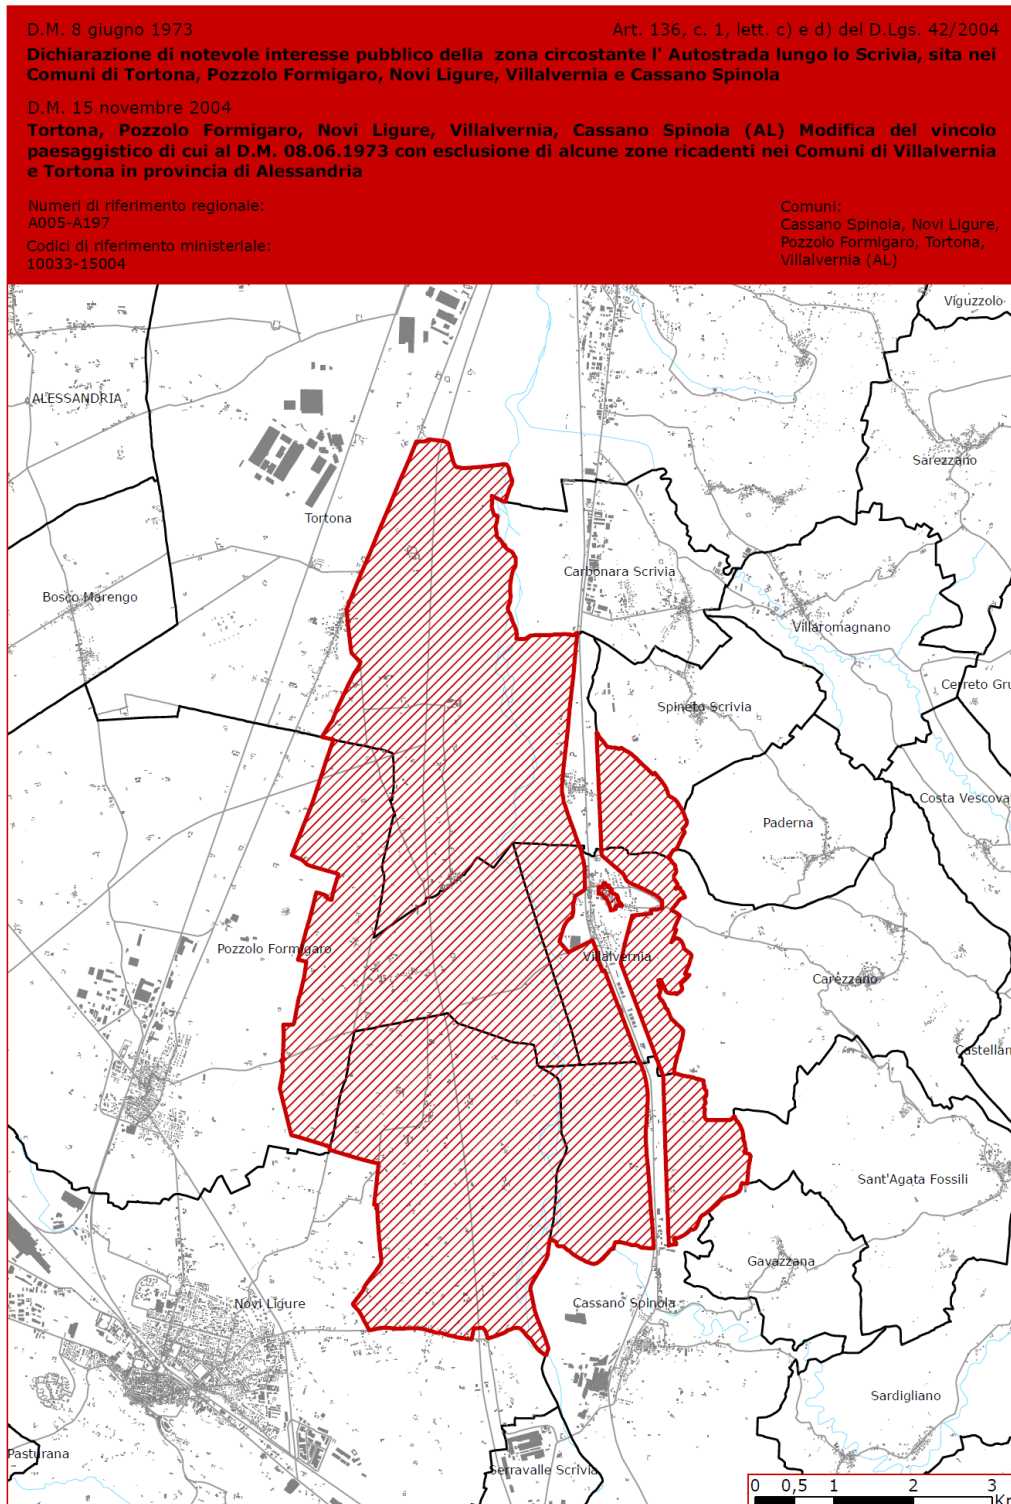 D.M. 8 giugno 1973
Art. 136, c. 1, lett. c) e d) del D.Lgs. 42/2004
Dichiarazione di notevole interesse pubblico della zona circostante l' Autostrada lungo lo Scrivia, sita nei
Comuni di Tortona, Pozzolo Formigaro, Novi Ligure, Villalvernia e Cassano Spinola
D.M. 15 novembre 2004
Tortona, Pozzolo Formigaro, Novi Ligure, Villalvernia, Cassano Spinola (AL) Modifica del vincolo
paesaggistico di cui al D.M. 08.06.1973 con esclusione di alcune zone ricadenti nei Comuni di Villalvernia
e Tortona in provincia di Alessandria
Numeri di riferimento regionale:
A005-A197
Codici di riferimento ministeriale:
10033-15004
Comuni:
Cassano Spinola, Novi Ligure,
Pozzolo Formigaro, Tortona,
Villalvernia (AL)
Viguzzolo
ALESSANDRIA
Sarezzano
Tortona
Carbonara Scrivia
Bosco Marengo
Villaromagnano
Cerreto Gru
Spineto Scrivia
Costa Vescova
Paderna
Pozzolo Formigaro
Villalvernia
Carezzano
Castellan
Sant'Agata Fossili
Gavazzana
Novi Ligure
Cassano Spinola
Sardigliano
Pasturana
Serravalle Scrivia
0 0,5 1 2 3
Km